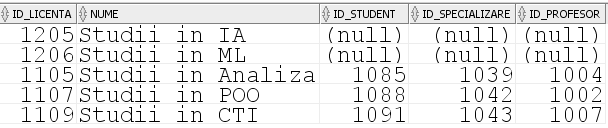 ID_LICENTA NUME ID_STUDENT ID_SPECIALIZARE ID_PROFESOR
1205 Studii in IA (null) (null) (null)
1206 Studii in ML (null) (null) (null)
1105 Studii in Analiza 1085 1039 1004
1107 Studii in POO 1088 1042 1002
1109 Studii in CTI 1091 1043 1007